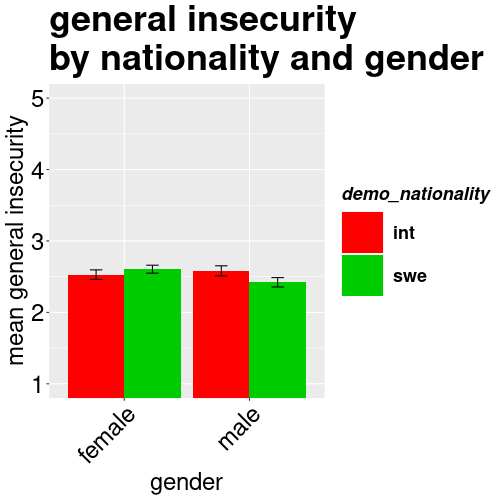 general insecurity
by nationality and gender
mean general insecurity
5
4
3
2
1
female
male
gender
demo_nationality
int
swe